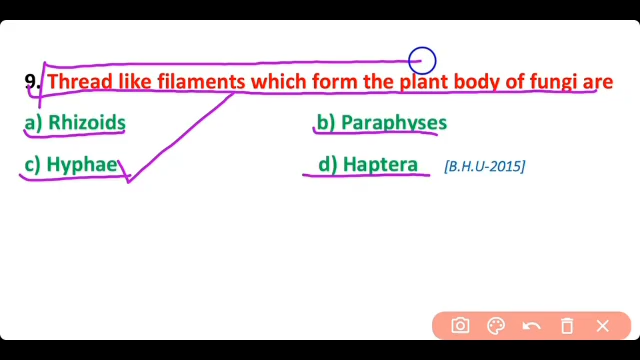 9. Thread like filaments which form the plant body of fungi are
a) Rhizoids b) Paraphyses
c) Hyphae d) Haptera [B.H.U-2015]